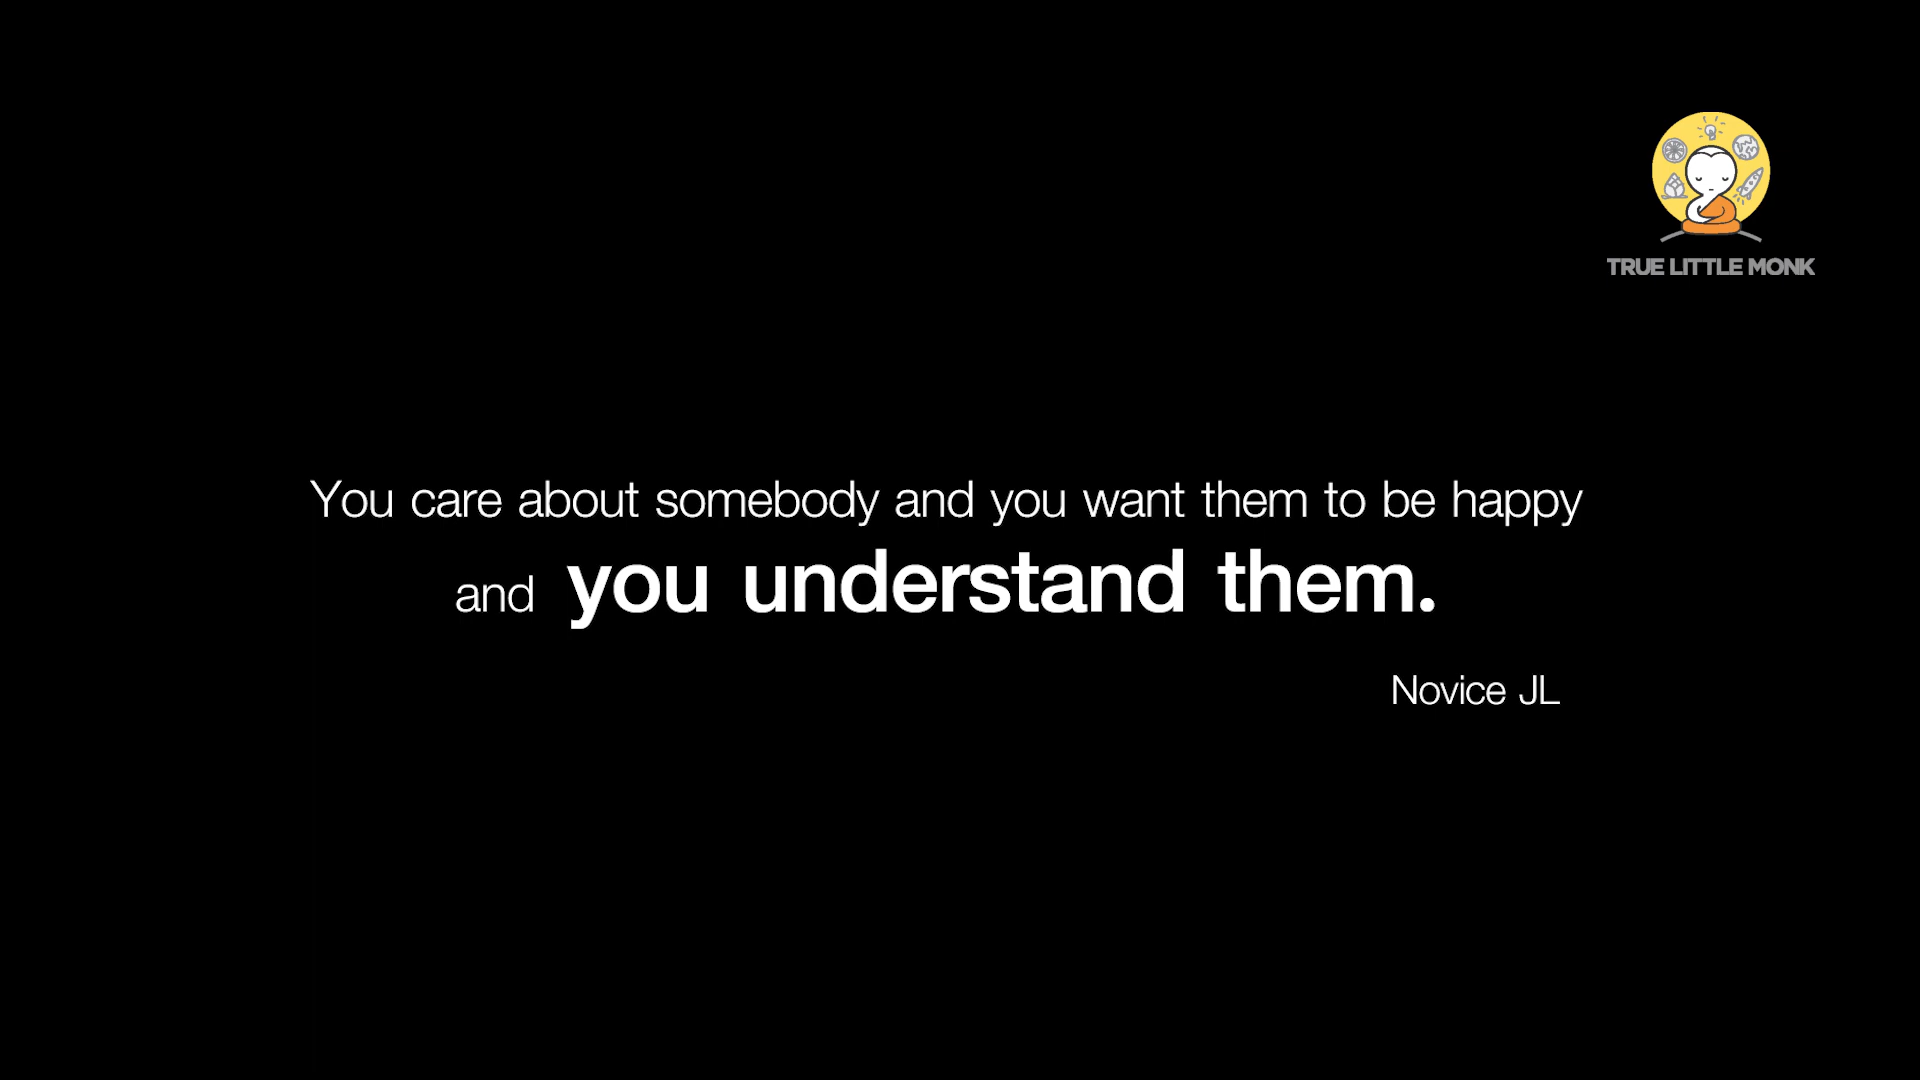 TRUE LITTLE MONK
You care about somebody and you want them to be happy
and you understand them.
Novice JL